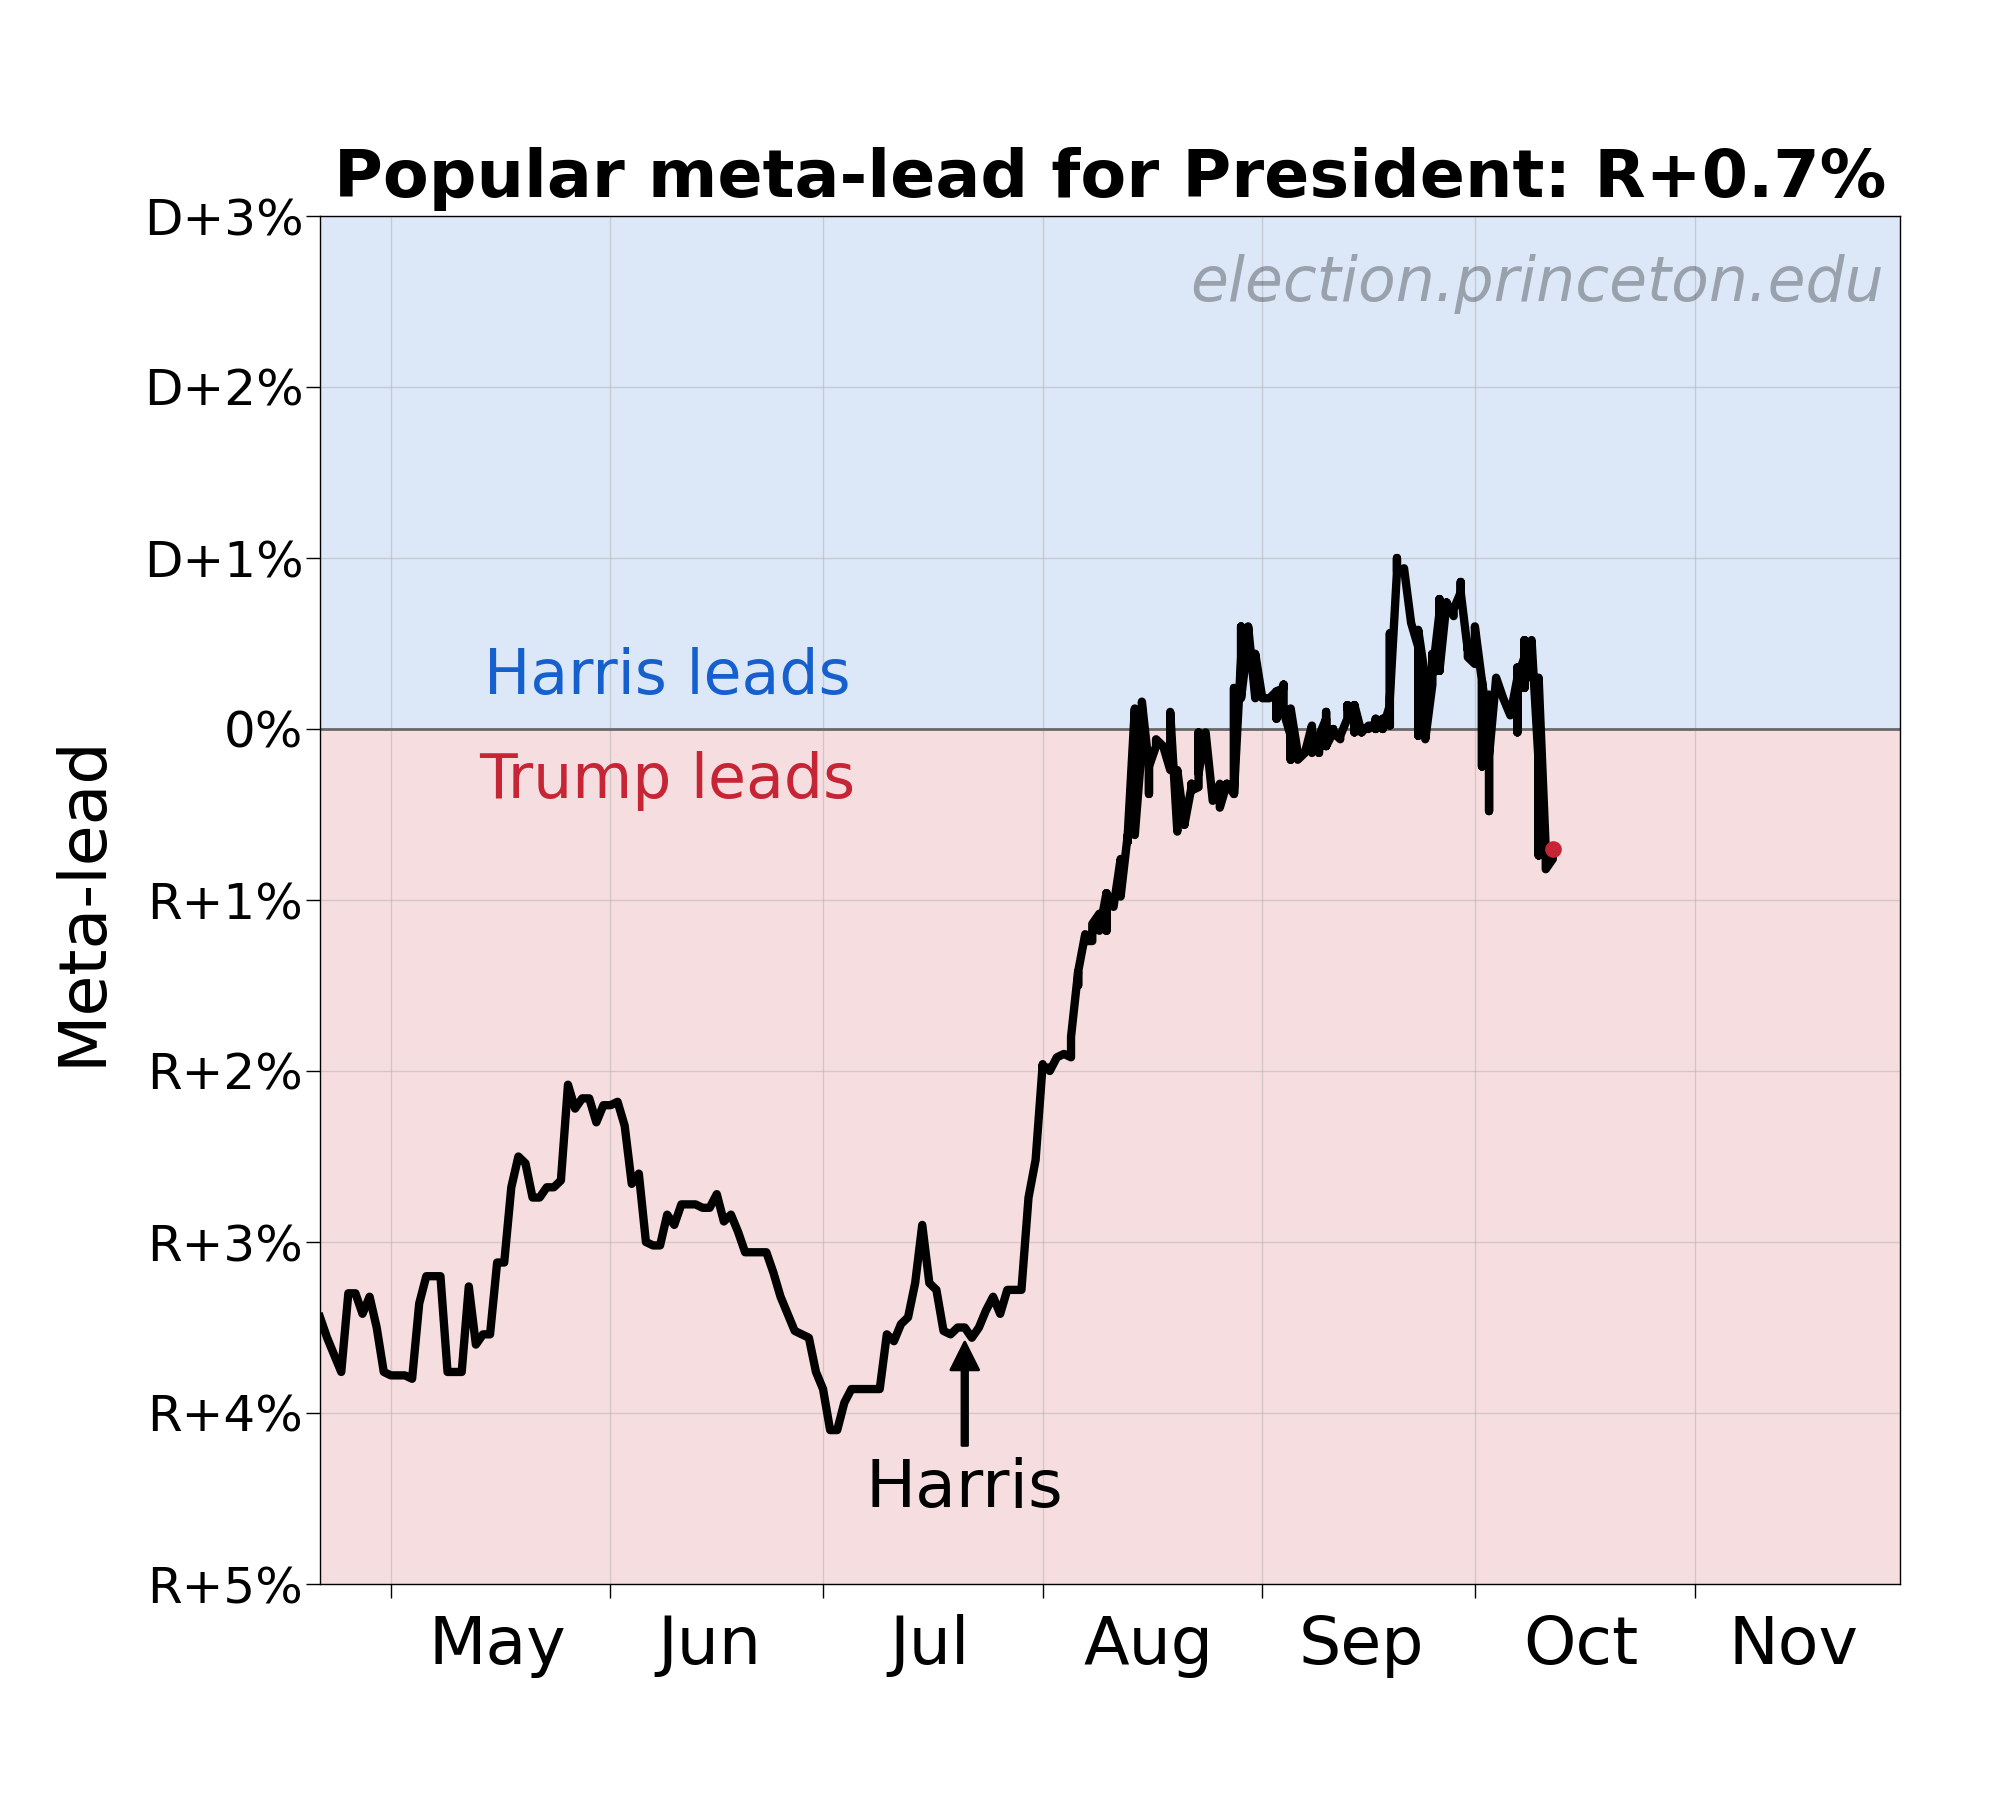 Popular meta-lead for President: R+0.7%
election.princeton.edu
D+3%
D+2%
D+1%
0%
R+1%
R+2%
R+3%
R+4%
R+5%
Meta-lead
Harris leads
Trump leads
Harris
May Jun Jul Aug Sep Oct Nov